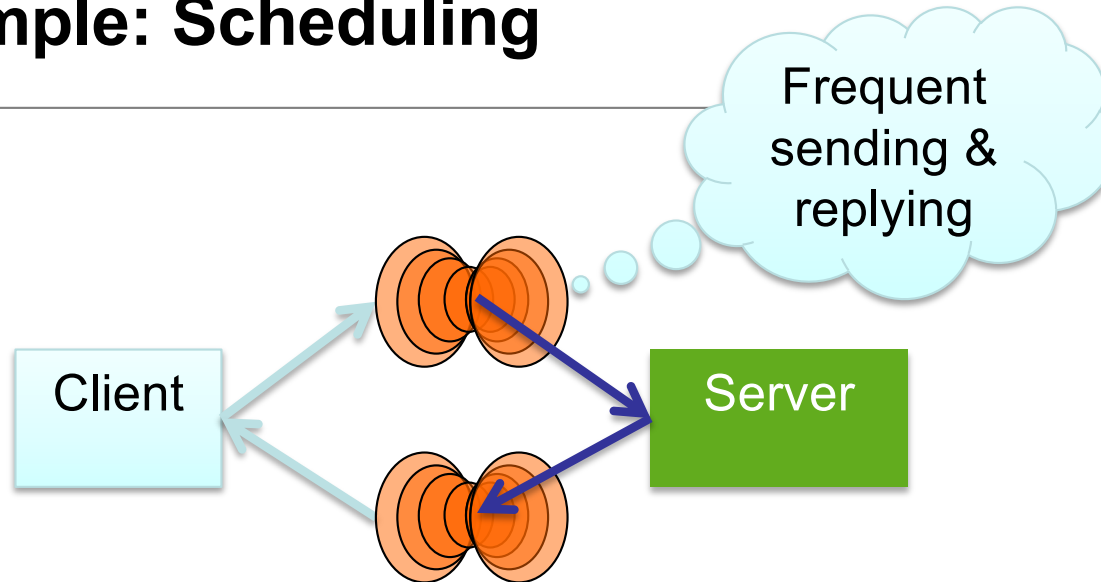 mple: Scheduling
Frequent
sending &
replying
Client
Server